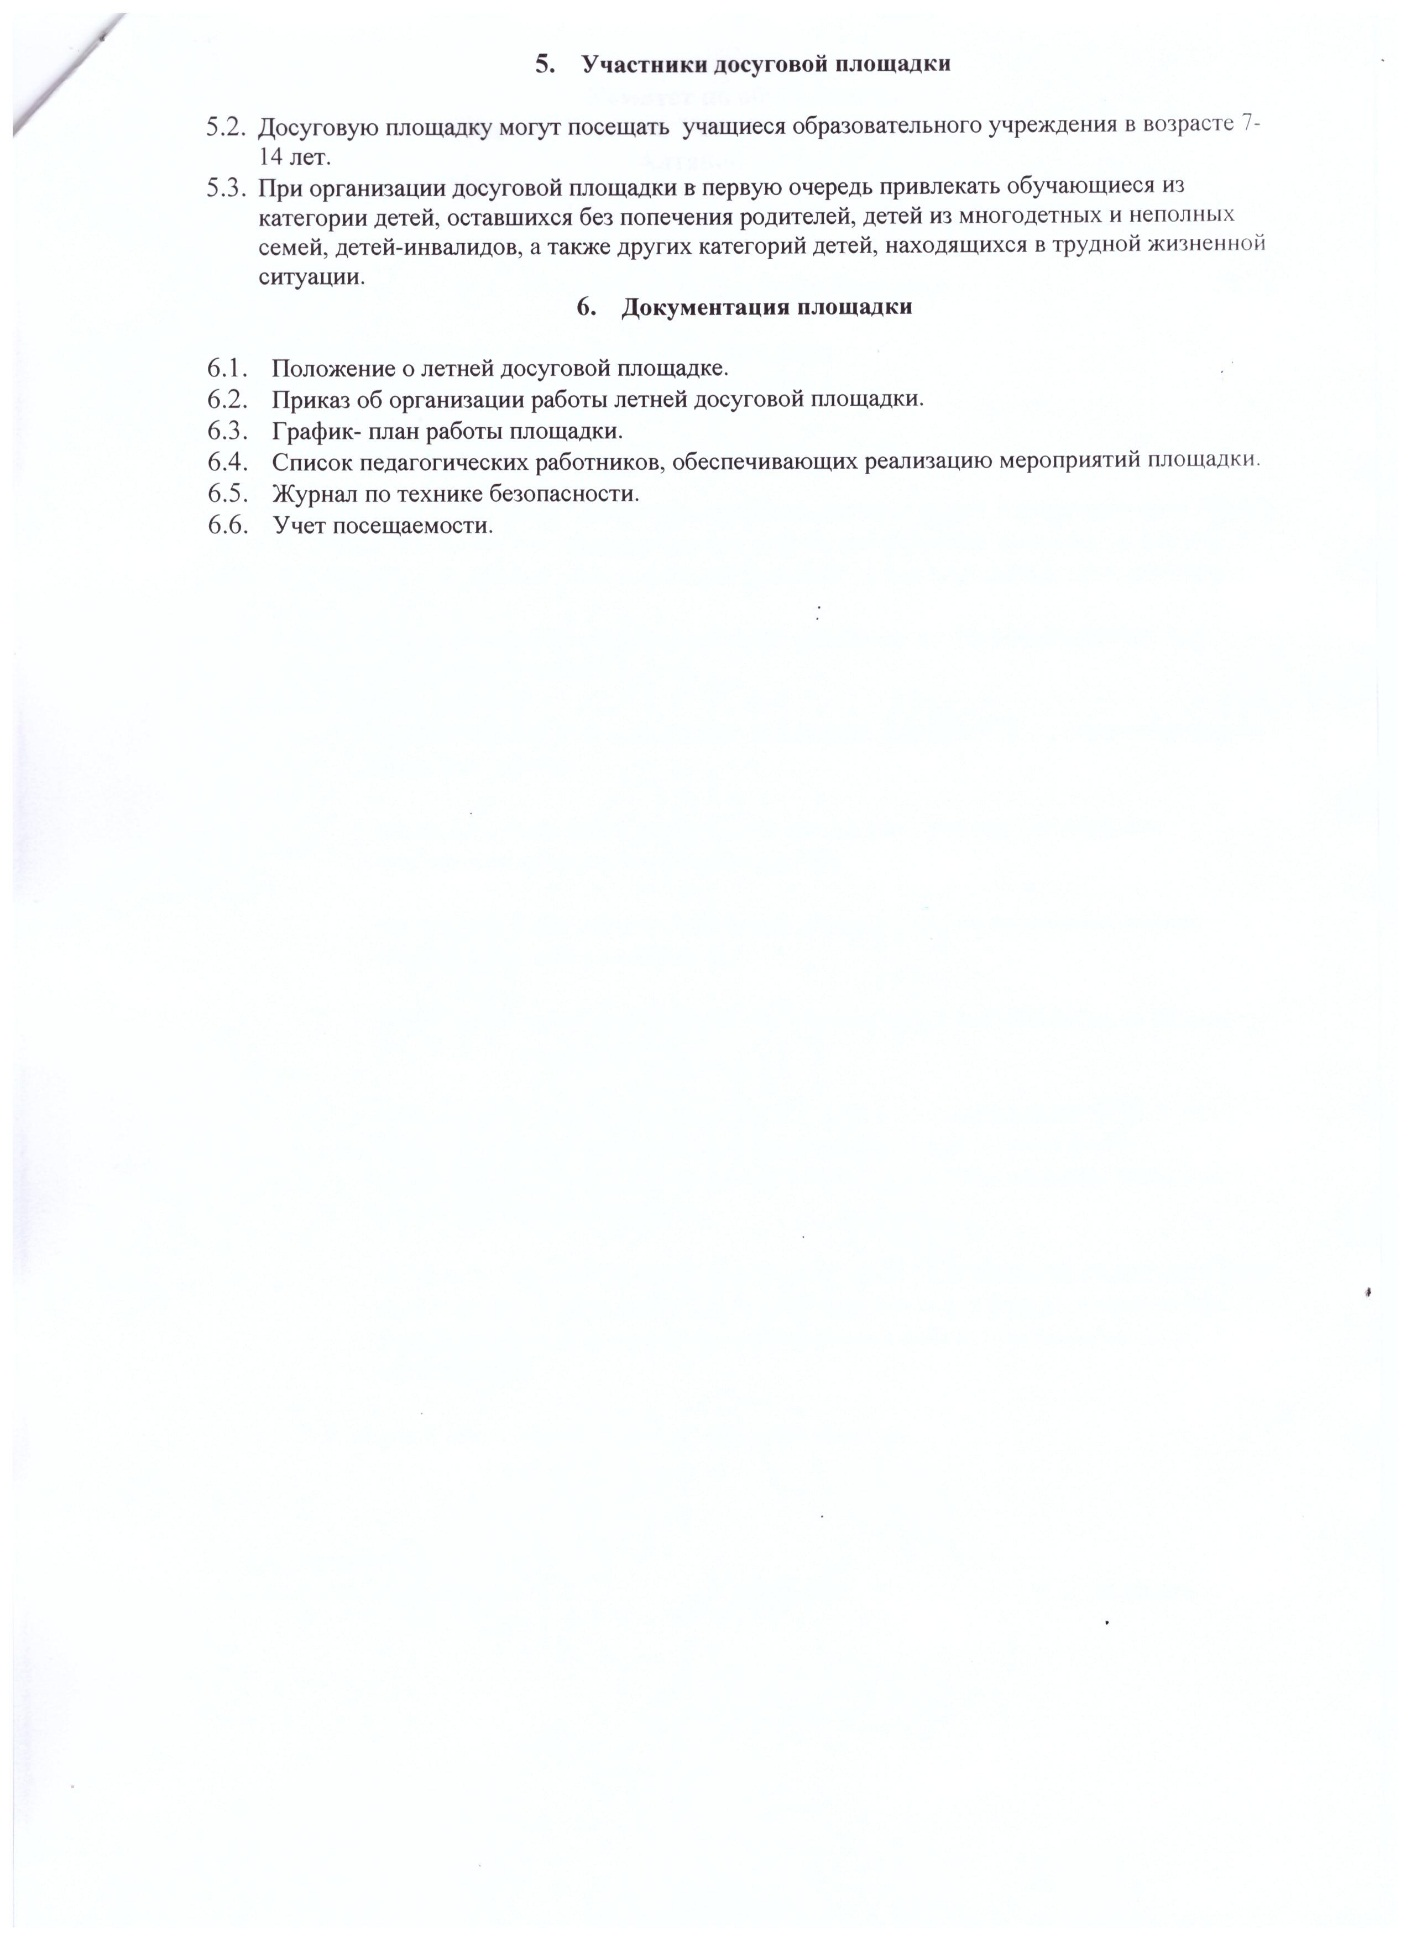 5. Участники досуговой площадки
5.2. Досуговую площадку могут посещать учащиеся образовательного учреждения в возрасте 7-
14 лет.
5.3. При организации досуговой площадки в первую очередь привлекать обучающиеся из
категории детей, оставшихся без попечения родителей, детей из многодетных и неполных
семей, детей-инвалидов, а также других категорий детей, находящихся в трудной жизненной
ситуации.
6. Документация площадки
6.1. Положение о летней досуговой площадке.
6.2. Приказ об организации работы летней досуговой площадки.
6.3. График- план работы площадки.
6.4. Список педагогических работников, обеспечивающих реализацию мероприятий площадки.
6.5. Журнал по технике безопасности.
6.6. Учет посещаемости.